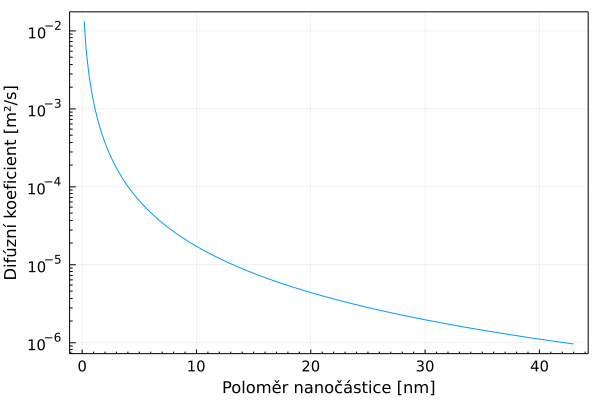 Difúzní koeficient [m²/s]
10⁻²
10⁻³
10⁻⁴
10⁻⁵
10⁻⁶
0 10 20 30 40
Poloměr nanočástice [nm]